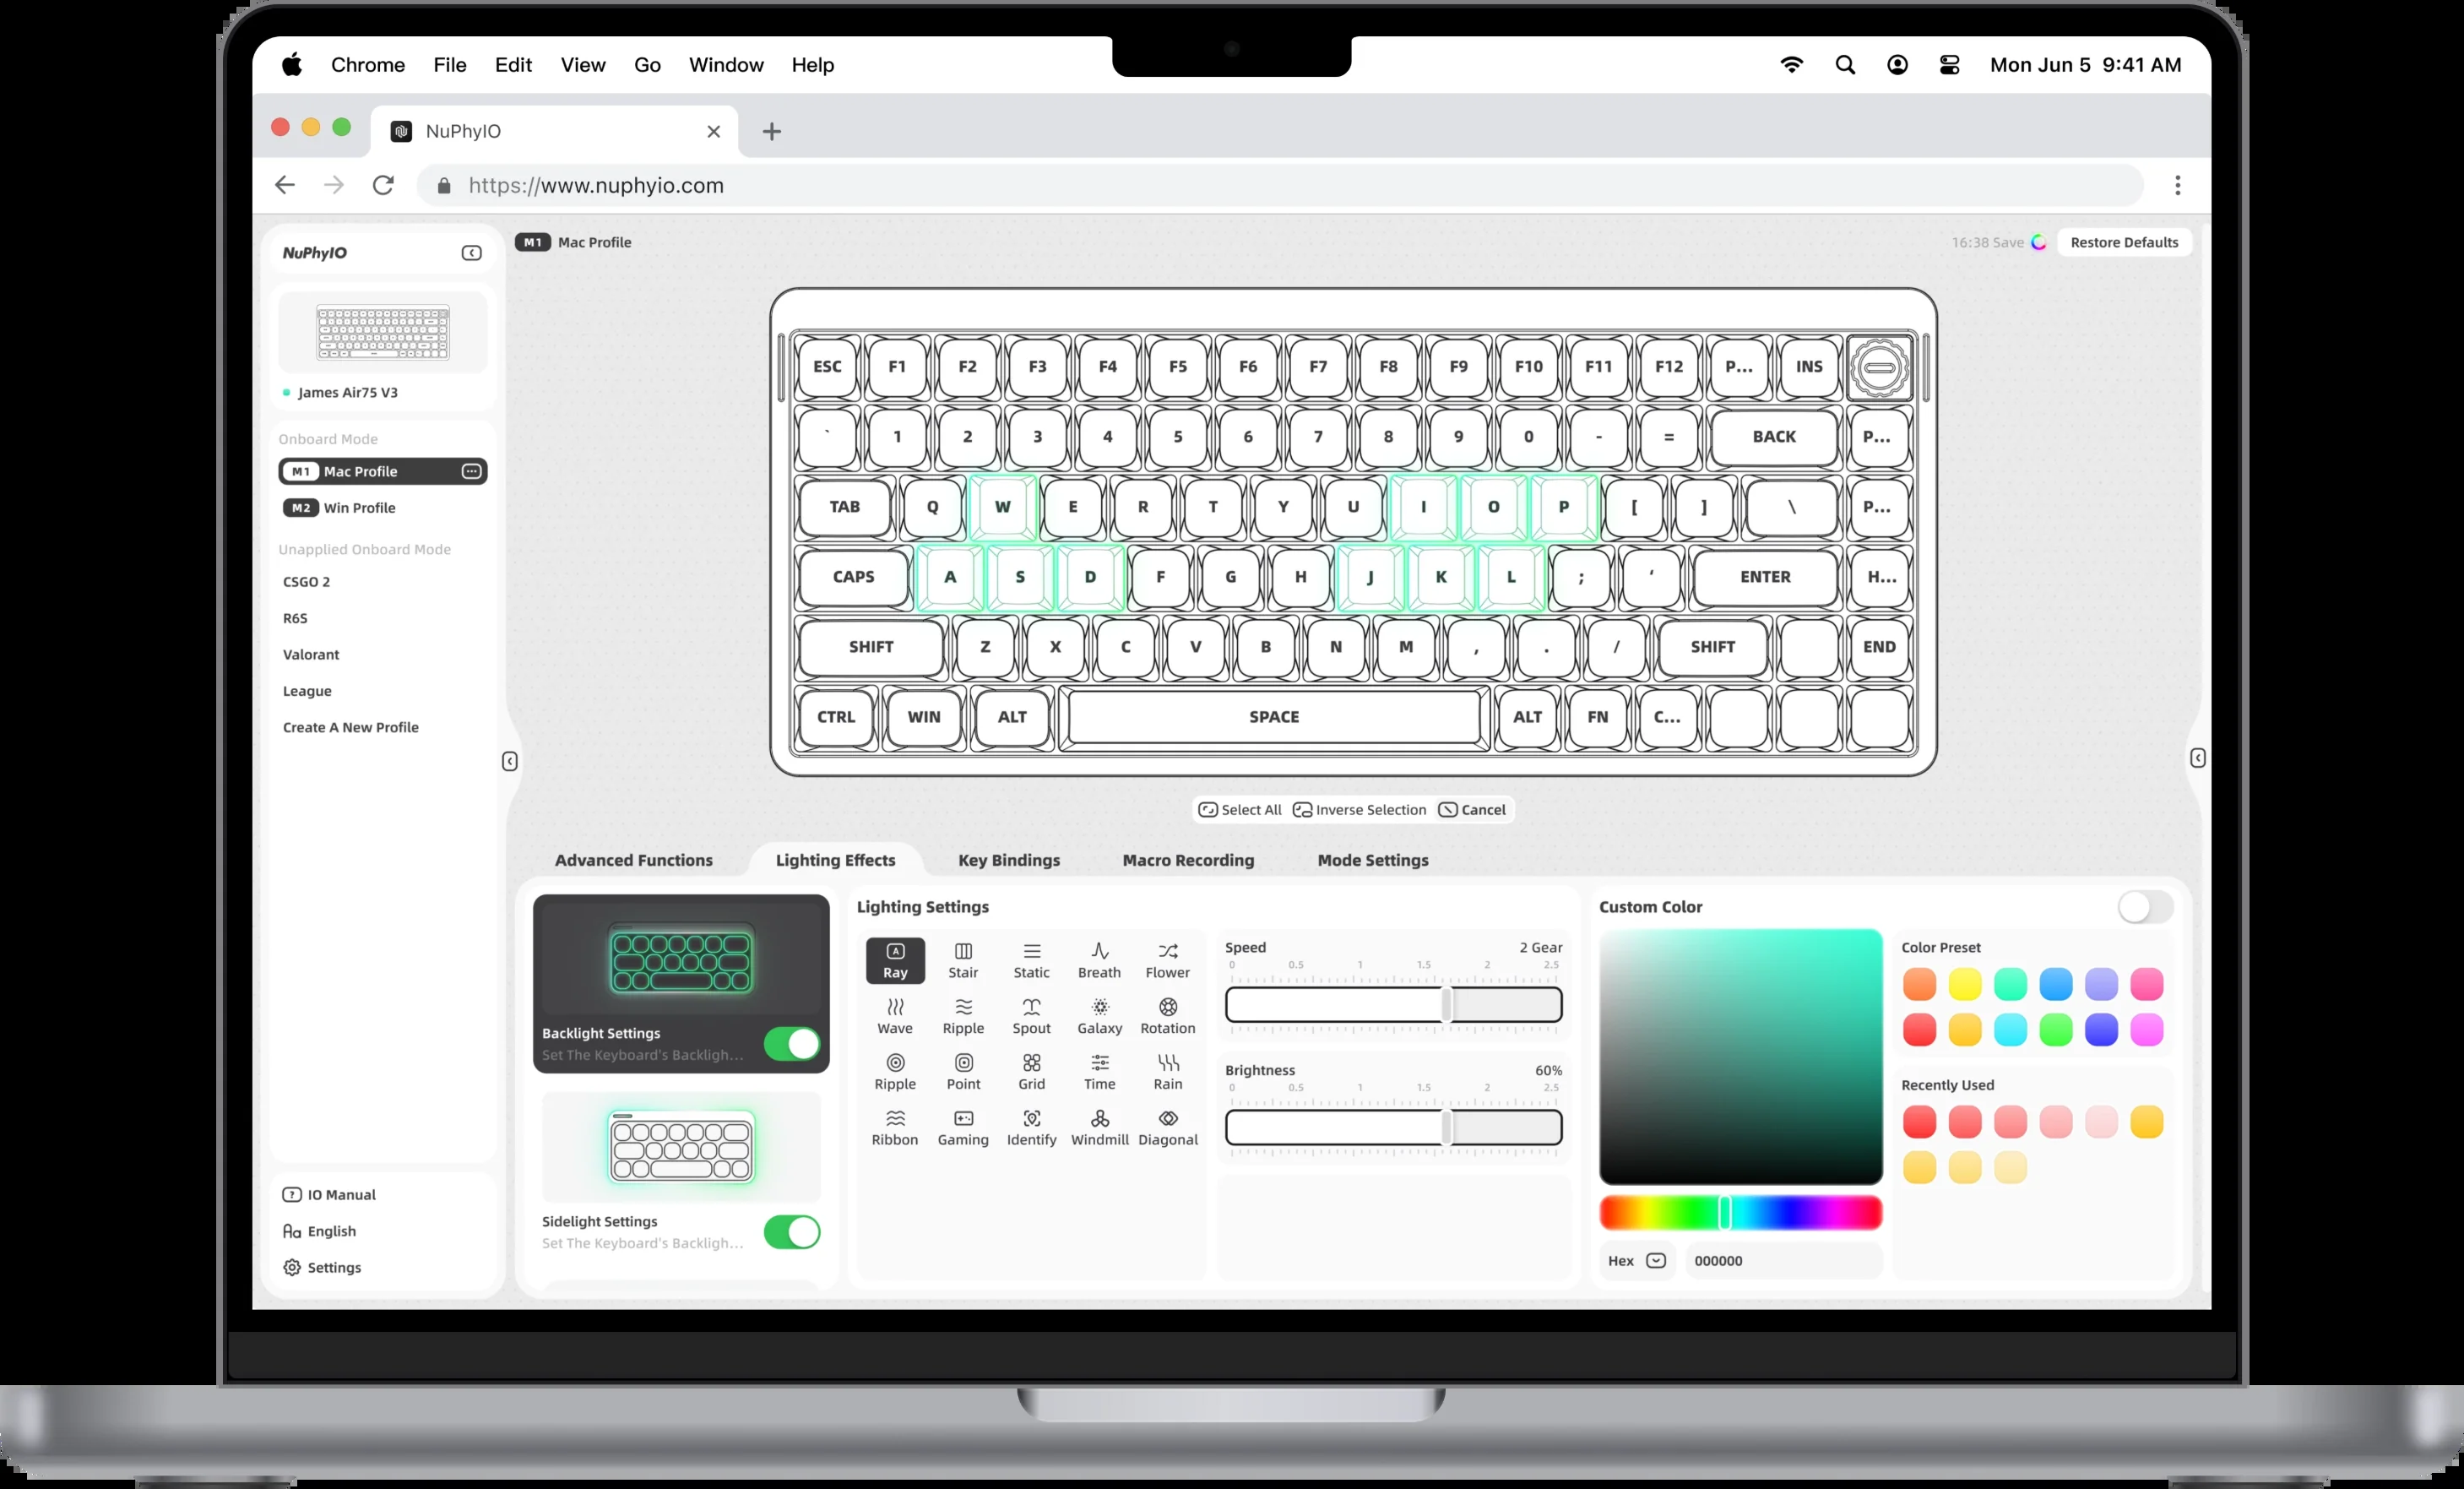 Chrome File Edit View Go Window Help
Mon Jun 5 9:41 AM
NuPhyIO
https://www.nuphyio.com
NuPhyIO
James Air75 V3
Onboard Mode
M1 Mac Profile
M2 Win Profile
Unapplied Onboard Mode
CSGO 2
R6S
Valorant
League
Create A New Profile
IO Manual
Aa English
Settings
M1 Mac Profile
16:38 Save Restore Defaults
ESC F1 F2 F3 F4 F5 F6 F7 F8 F9 F10 F11 F12 P... INS
` 1 2 3 4 5 6 7 8 9 0 - = BACK P...
TAB Q W E R T Y U I O P [ ] \ P...
CAPS A S D F G H J K L ; ‘ ENTER H...
SHIFT Z X C V B N M , . / SHIFT END
CTRL WIN ALT SPACE ALT FN C...
Select All Inverse Selection Cancel
Advanced Functions Lighting Effects Key Bindings Macro Recording Mode Settings
Backlight Settings
Set The Keyboard's Backligh...
Sidelight Settings
Set The Keyboard's Backligh...
Lighting Settings
A
Ray Stair Static Breath Flower
Wave Ripple Spout Galaxy Rotation
Ripple Point Grid Time Rain
Ribbon Gaming Identify Windmill Diagonal
Speed 2 Gear
0 0.5 1 1.5 2 2.5
Brightness 60%
0 0.5 1 1.5 2 2.5
Custom Color
Hex 000000
Color Preset
Recently Used